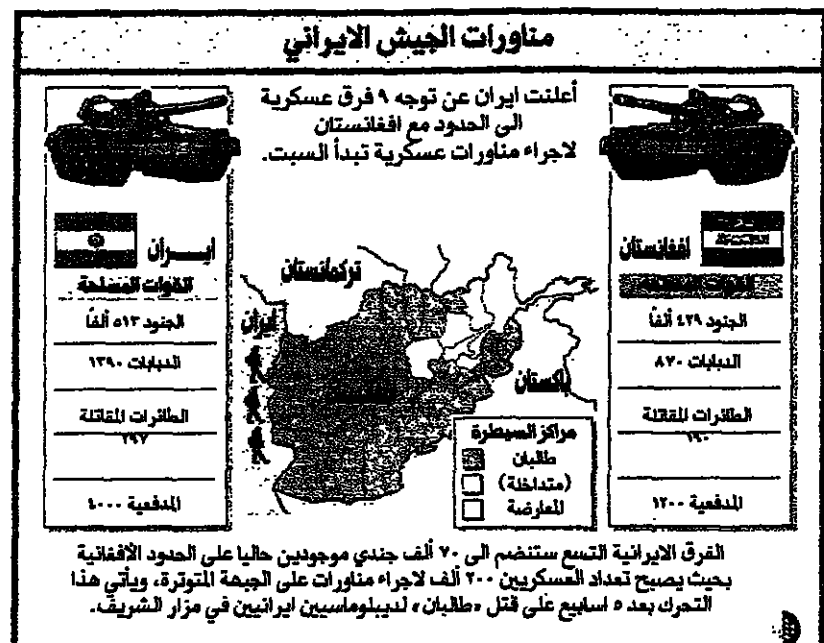 مناورات الجيش الايراني
أعلنت ايران عن توجه ٩ فرق عسكرية
الى الحدود مع افغانستان
لاجراء مناورات عسكرية تبدأ السبت.
افغانستان
القوات المسلحة
الجنود ٤٢٩ ألفاً
الدبابات ٨٧٠
الطائرات المقاتلة
١٩٠
المدفعية ١٢٠٠
ايــران
القوات المسلحة
الجنود ٥١٣ ألفاً
الدبابات ١٣٩٠
الطائرات المقاتلة
٢٩٧
المدفعية ٤٠٠٠
تركمانستان
ايران
باكستان
مراكز السيطرة
طالبان
(متداخلة)
المعارضة
الفرق الايرانية التسع ستنضم الى ٧٠ ألف جندي موجودين حاليا على الحدود الأفغانية
بحيث يصبح تعداد العسكريين ٢٠٠ ألف لاجراء مناورات على الجبهة المتوترة، ويأتي هذا
التحرك بعد ٥ اسابيع على قتل «طالبان» لديبلوماسيين ايرانيين في مزار الشريف.